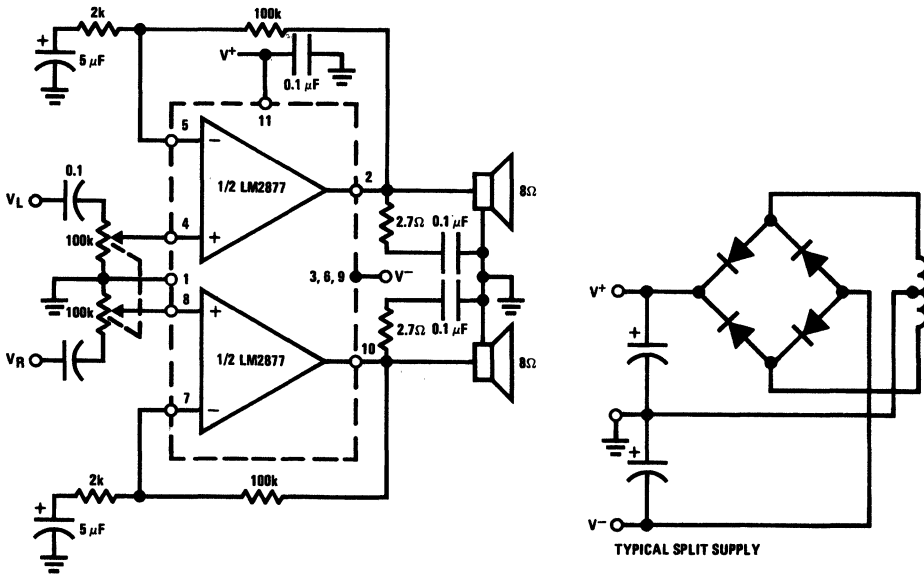 2k
100k
+
5 μF
V+
0.1 μF
11
5
−
1/2 LM2877
2
8Ω
0.1
VL
100k
4
+
2.7Ω
0.1 μF
1
3, 6, 9
V−
100k
8
+
2.7Ω
0.1 μF
VR
1/2 LM2877
10
8Ω
7
−
2k
100k
+
5 μF
V+
+
+
V−
TYPICAL SPLIT SUPPLY